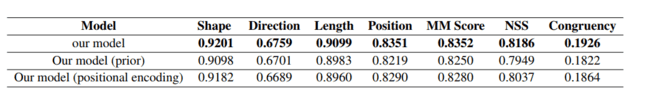 Model Shape Direction Length Position MM Score NSS Congruency
our model 0.9201 0.6759 0.9099 0.8351 0.8352 0.8186 0.1926
Our model (prior) 0.9098 0.6701 0.8983 0.8219 0.8250 0.7949 0.1822
Our model (positional encoding) 0.9182 0.6689 0.8960 0.8290 0.8280 0.8037 0.1864